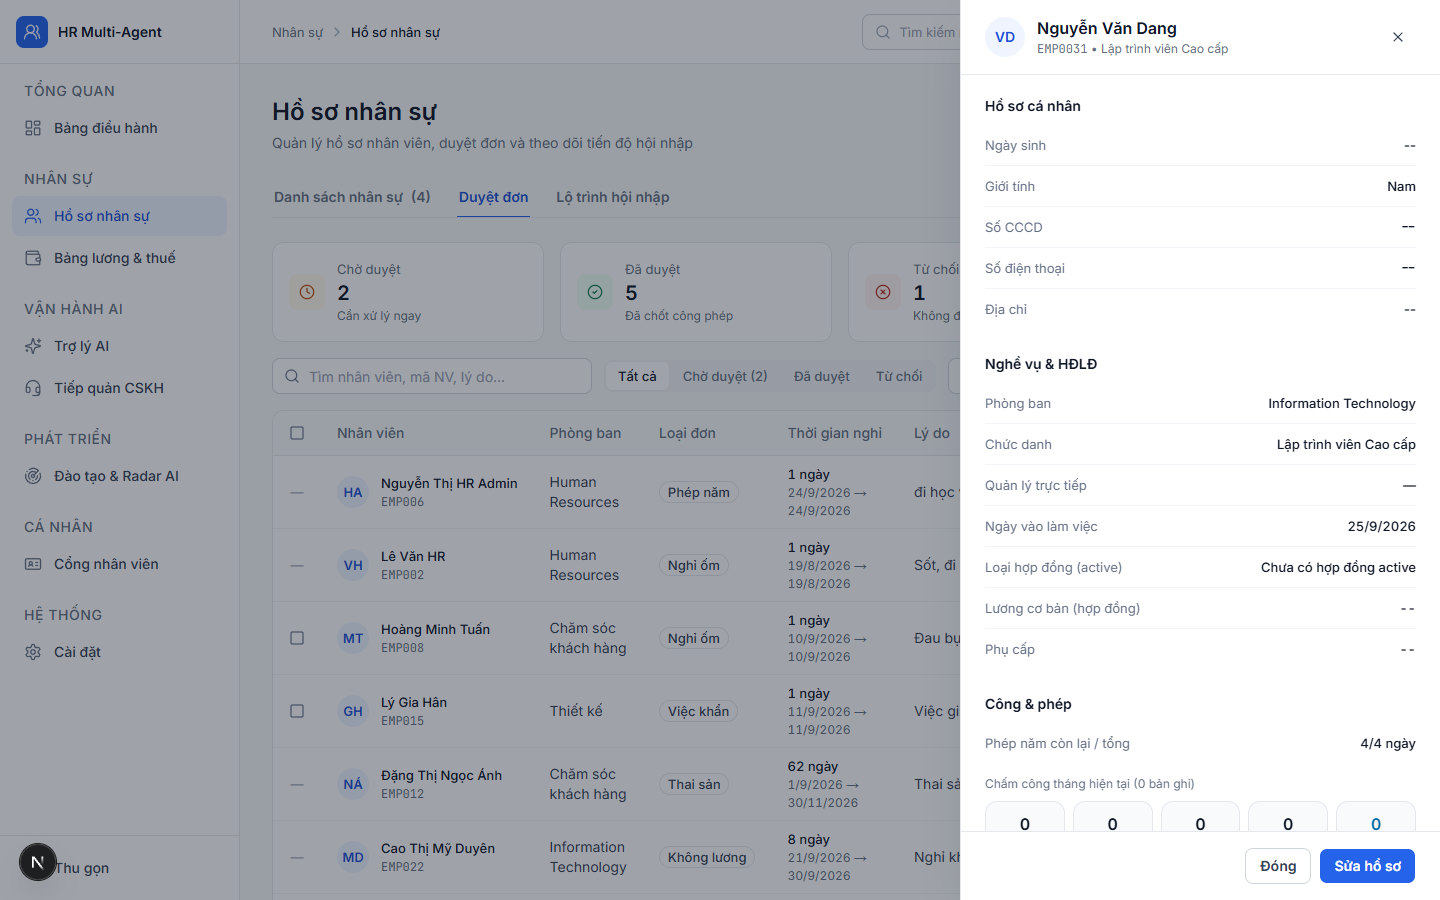 HR Multi-Agent
TỔNG QUAN
Bảng điều hành
NHÂN SỰ
Hồ sơ nhân sự
Bảng lương & thuế
VẬN HÀNH AI
Trợ lý AI
Tiếp quản CSKH
PHÁT TRIỂN
Đào tạo & Radar AI
CÁ NHÂN
Cổng nhân viên
HỆ THỐNG
Cài đặt
N
Thu gọn
Nhân sự > Hồ sơ nhân sự
Tìm kiếm
Hồ sơ nhân sự
Quản lý hồ sơ nhân viên, duyệt đơn và theo dõi tiến độ hội nhập
Danh sách nhân sự (4)
Duyệt đơn
Lộ trình hội nhập
Chờ duyệt
2
Cần xử lý ngay
Đã duyệt
5
Đã chốt công phép
Từ chối
1
Không
Tìm nhân viên, mã NV, lý do...
Tất cả
Chờ duyệt (2)
Đã duyệt
Từ chối
Nhân viên
Phòng ban
Loại đơn
Thời gian nghỉ
Lý do
—
HA
Nguyễn Thị HR Admin
EMP006
Human
Resources
Phép năm
1 ngày
24/9/2026 →
24/9/2026
đi học
—
VH
Lê Văn HR
EMP002
Human
Resources
Nghỉ ốm
1 ngày
19/8/2026 →
19/8/2026
Sốt, đi
MT
Hoàng Minh Tuấn
EMP008
Chăm sóc
khách hàng
Nghỉ ốm
1 ngày
10/9/2026 →
10/9/2026
Đau
GH
Lý Gia Hân
EMP015
Thiết kế
Việc khẩn
1 ngày
11/9/2026 →
11/9/2026
Việc
—
NÁ
Đặng Thị Ngọc Ánh
EMP012
Chăm sóc
khách hàng
Thai sản
62 ngày
1/9/2026 →
30/11/2026
Thai
—
MD
Cao Thị Mỹ Duyên
EMP022
Information
Technology
Không lương
8 ngày
21/9/2026 →
30/9/2026
Nghỉ
VD
Nguyễn Văn Dang
EMP0031 • Lập trình viên Cao cấp
Hồ sơ cá nhân
Ngày sinh --
Giới tính Nam
Số CCCD --
Số điện thoại --
Địa chỉ --
Nghề vụ & HĐLĐ
Phòng ban Information Technology
Chức danh Lập trình viên Cao cấp
Quản lý trực tiếp —
Ngày vào làm việc 25/9/2026
Loại hợp đồng (active) Chưa có hợp đồng active
Lương cơ bản (hợp đồng) --
Phụ cấp --
Công & phép
Phép năm còn lại / tổng 4/4 ngày
Chấm công tháng hiện tại (0 bản ghi)
0 0 0 0 0
Đóng
Sửa hồ sơ